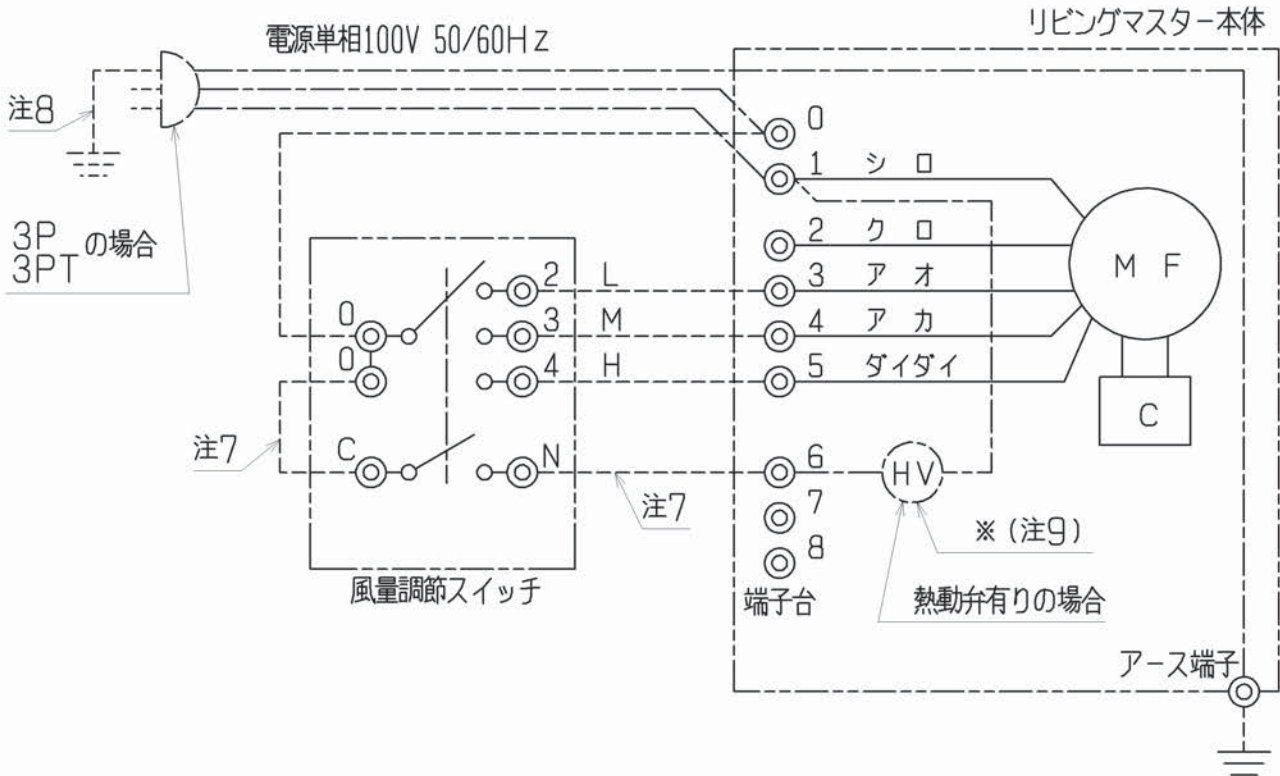 リビングマスター本体
電源単相100V 50/60Hz
注8
3P
3PT
の場合
0
1 シロ
2 クロ
3 アオ
4 アカ
5 ダイダイ
MF
C
0
0
2 L
3 M
4 H
注7
C
N
注7
6
HV
7
8
※(注9)
風量調節スイッチ
端子台
熱動弁有りの場合
アース端子